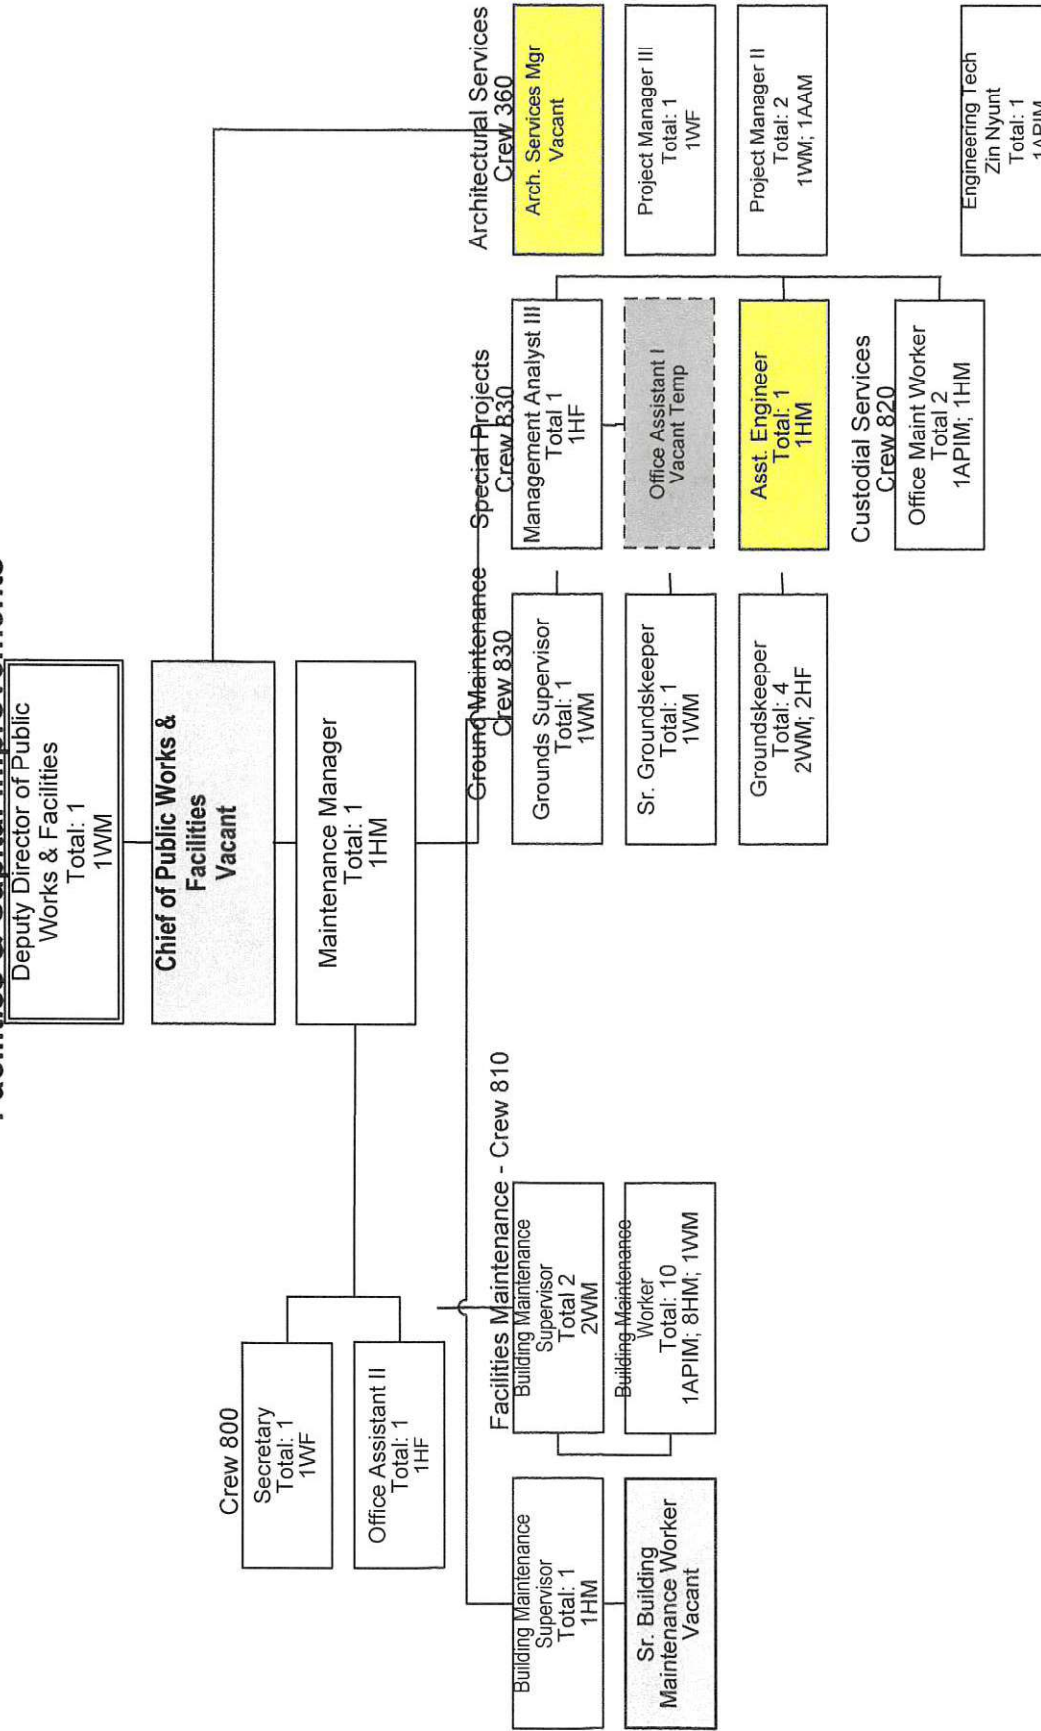 Facilities & Capital Improvements
Deputy Director of Public
Works & Facilities
Total: 1
1WM
Chief of Public Works &
Facilities
Vacant
Maintenance Manager
Total: 1
1HM
Crew 800
Secretary
Total: 1
1WF
Office Assistant II
Total: 1
1HF
Building Maintenance
Supervisor
Total: 1
1HM
Sr. Building
Maintenance Worker
Vacant
Facilities Maintenance - Crew 810
Building Maintenance
Supervisor
Total 2
2WM
Building Maintenance
Worker
Total: 10
1APIM; 8HM; 1WM
Ground Maintenance
Crew 830
Grounds Supervisor
Total: 1
1WM
Sr. Groundskeeper
Total: 1
1WM
Groundskeeper
Total: 4
2WM; 2HF
Special Projects
Crew 830
Management Analyst III
Total 1
1HF
Office Assistant I
Vacant Temp
Asst. Engineer
Total: 1
1HM
Custodial Services
Crew 820
Office Maint Worker
Total 2
1APIM; 1HM
Architectural Services
Crew 360
Arch. Services Mgr
Vacant
Project Manager III
Total: 1
1WF
Project Manager II
Total: 2
1WM; 1AAM
Engineering Tech
Zin Nyunt
Total: 1
1APIM